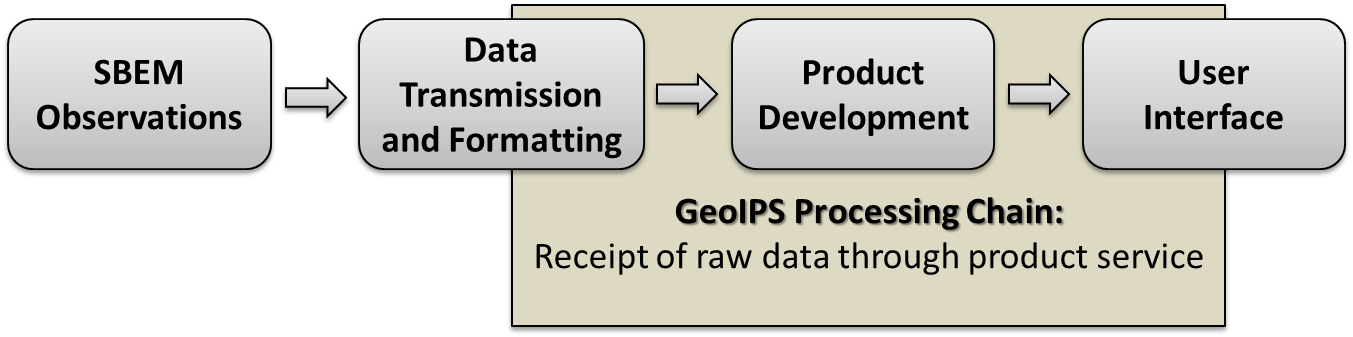 SBEM
Observations
Data
Transmission
and Formatting
Product
Development
User
Interface
GeoIPS Processing Chain:
Receipt of raw data through product service